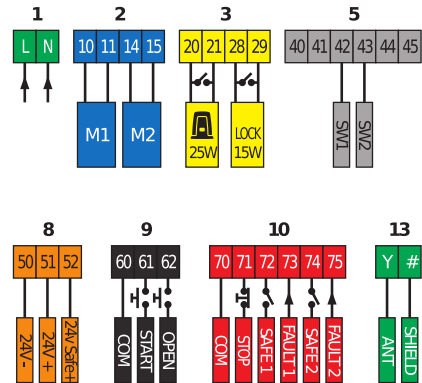 1 2 3 5
L N 10 11 14 15 20 21 28 29 40 41 42 43 44 45
M1 M2 25W LOCK 15W SW1 SW2
8 9 10 13
50 51 52 60 61 62 70 71 72 73 74 75 Y #
24V- 24V+ 24v Safe+ COM START OPEN COM STOP SAFE1 FAULT1 SAFE2 FAULT2 ANT SHIELD